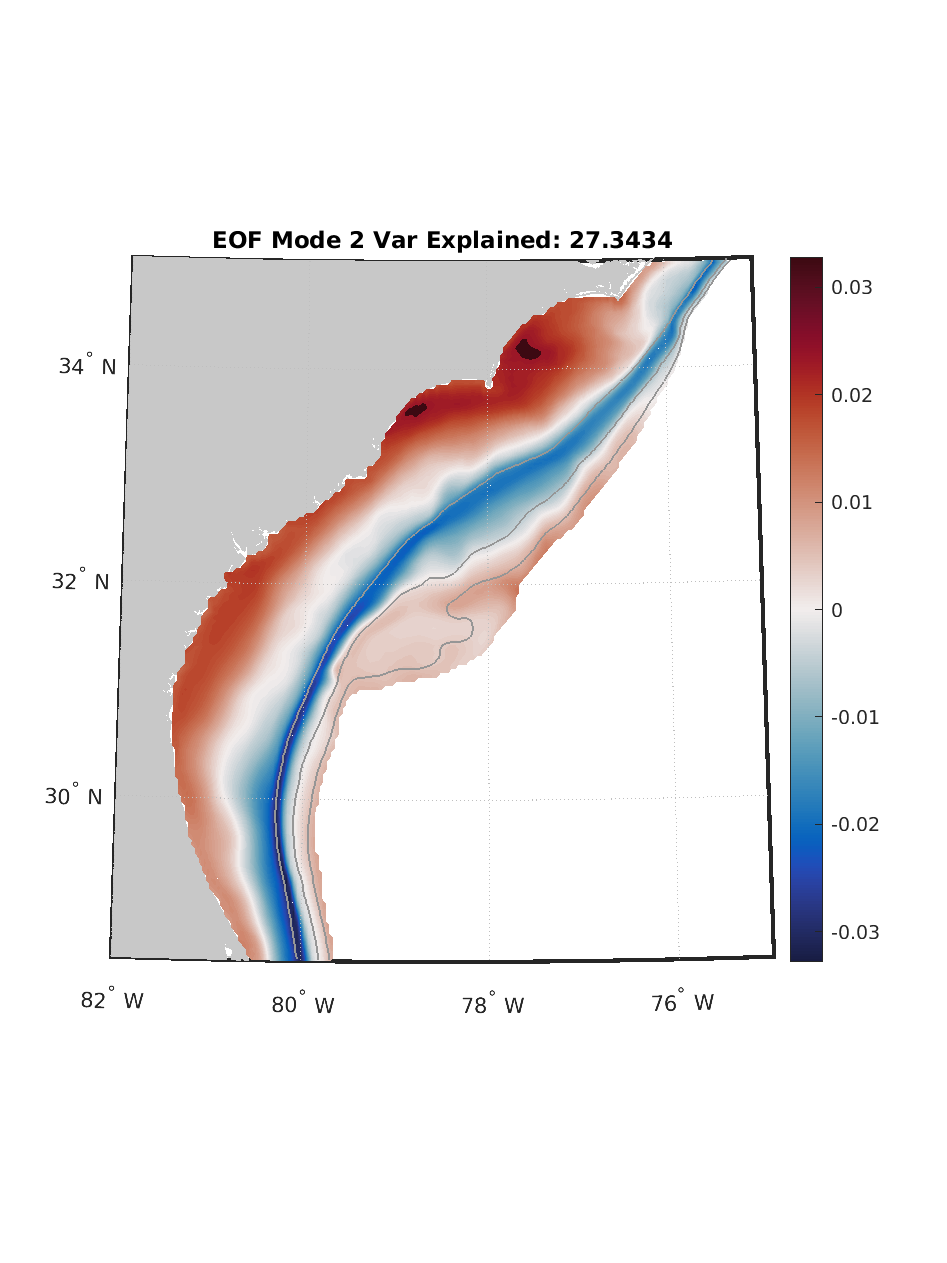 EOF Mode 2 Var Explained: 27.3434
0.03
34° N
0.02
0.01
32° N
0
-0.01
30° N
-0.02
-0.03
82° W
80° W
78° W
76° W